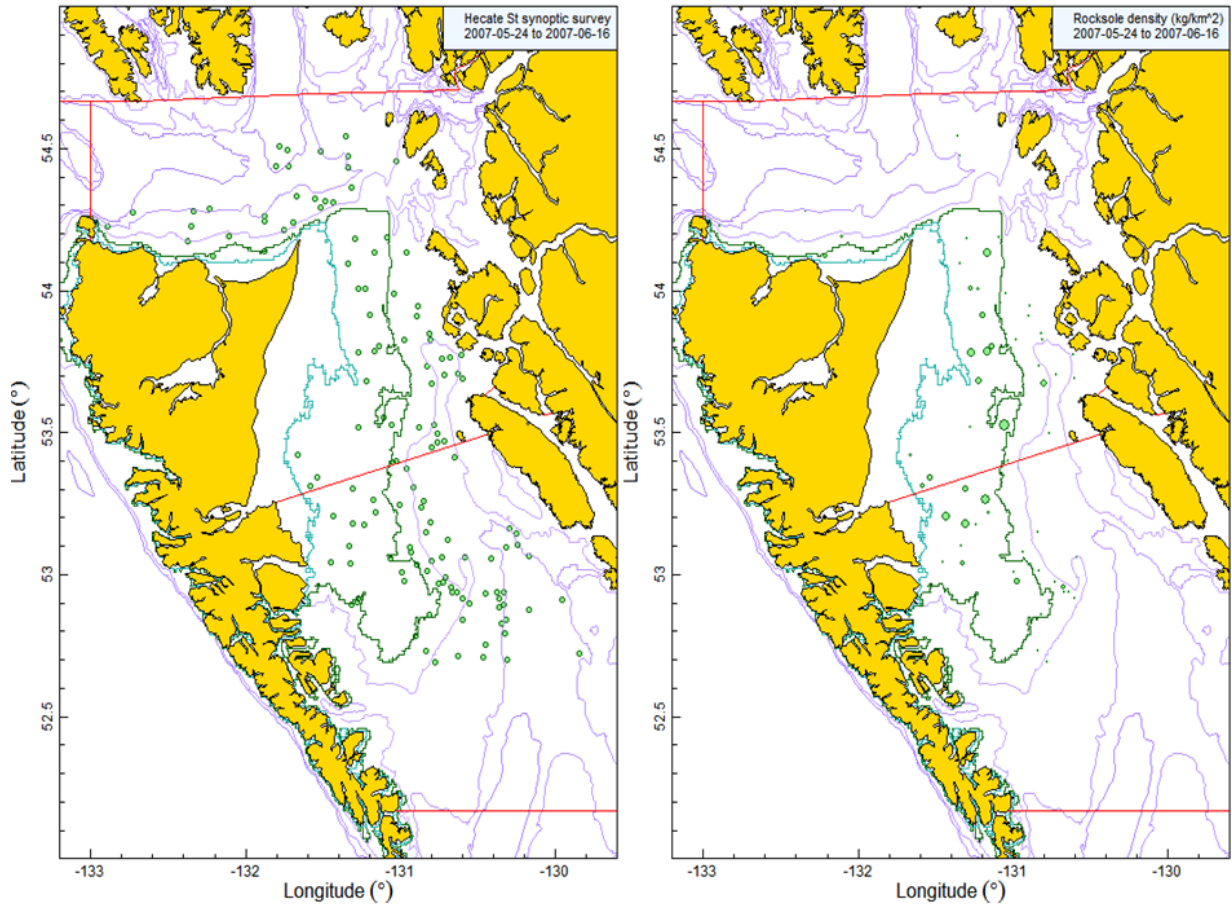 Hecate St synoptic survey
2007-05-24 to 2007-06-16
54.5
54
53.5
53
52.5
Latitude (°)
-133
-132
-131
-130
Longitude (°)
Rocksole density (kg/km^2)
2007-05-24 to 2007-06-16
54.5
54
53.5
53
52.5
Latitude (°)
-133
-132
-131
-130
Longitude (°)